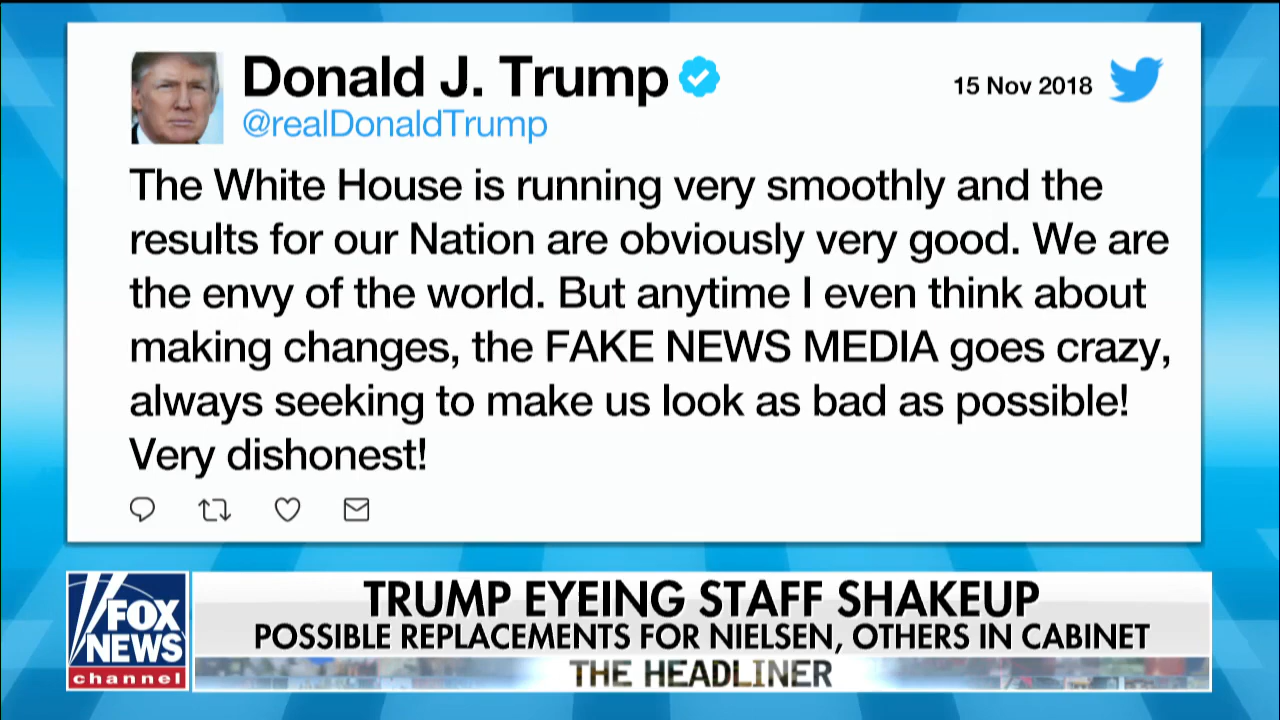 Donald J. Trump
@realDonaldTrump
15 Nov 2018
The White House is running very smoothly and the
results for our Nation are obviously very good. We are
the envy of the world. But anytime I even think about
making changes, the FAKE NEWS MEDIA goes crazy,
always seeking to make us look as bad as possible!
Very dishonest!
FOX
NEWS
channel
TRUMP EYEING STAFF SHAKEUP
POSSIBLE REPLACEMENTS FOR NIELSEN, OTHERS IN CABINET
THE HEADLINER